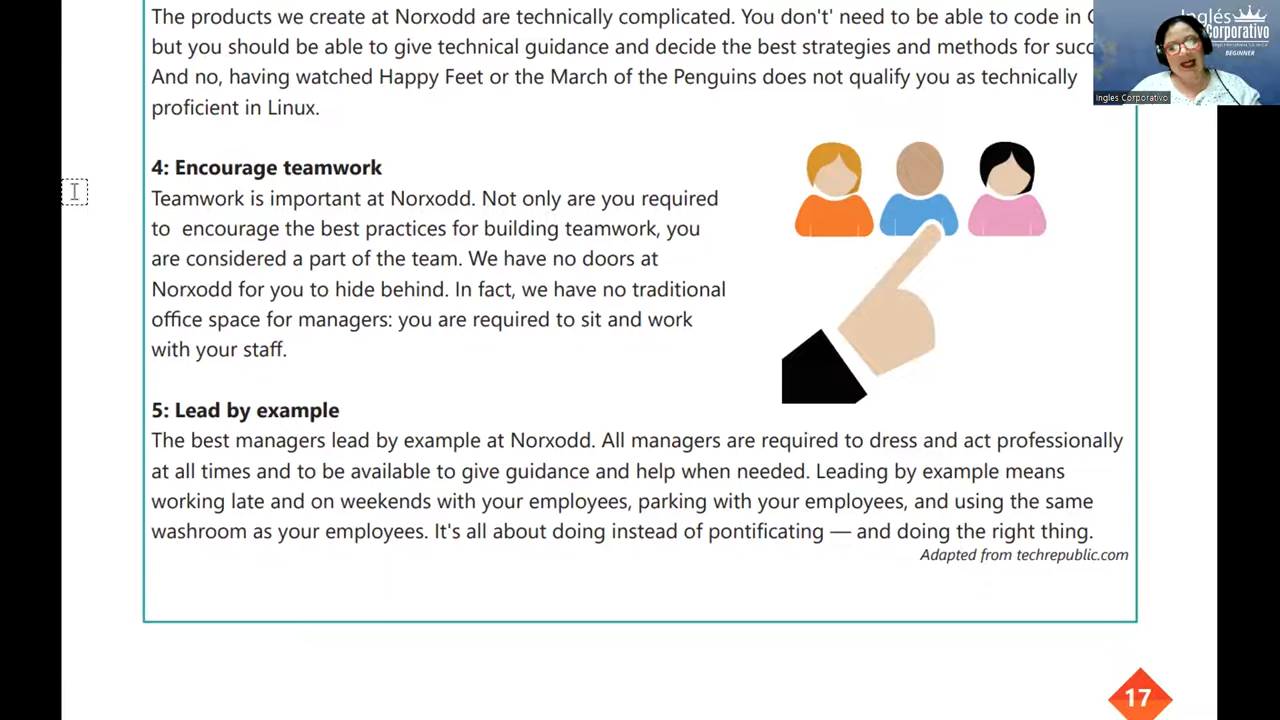 The products we create at Norxodd are technically complicated. You don't' need to be able to code in
but you should be able to give technical guidance and decide the best strategies and methods for
And no, having watched Happy Feet or the March of the Penguins does not qualify you as technically
proficient in Linux.
Inglés
Corporativo
BEGINNER
Ingles Corporativo
4: Encourage teamwork
Teamwork is important at Norxodd. Not only are you required
to encourage the best practices for building teamwork, you
are considered a part of the team. We have no doors at
Norxodd for you to hide behind. In fact, we have no traditional
office space for managers: you are required to sit and work
with your staff.
5: Lead by example
The best managers lead by example at Norxodd. All managers are required to dress and act professionally
at all times and to be available to give guidance and help when needed. Leading by example means
working late and on weekends with your employees, parking with your employees, and using the same
washroom as your employees. It's all about doing instead of pontificating — and doing the right thing.
Adapted from techrepublic.com
17